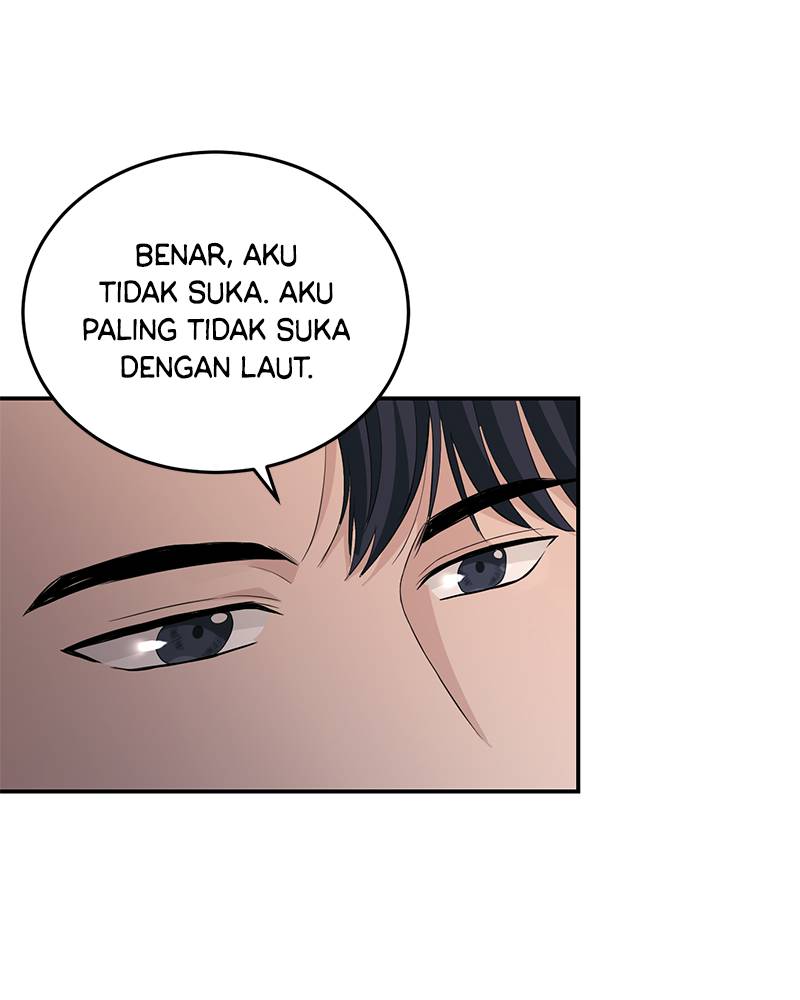 BENAR, AKU
TIDAK SUKA. AKU
PALING TIDAK SUKA
DENGAN LAUT.